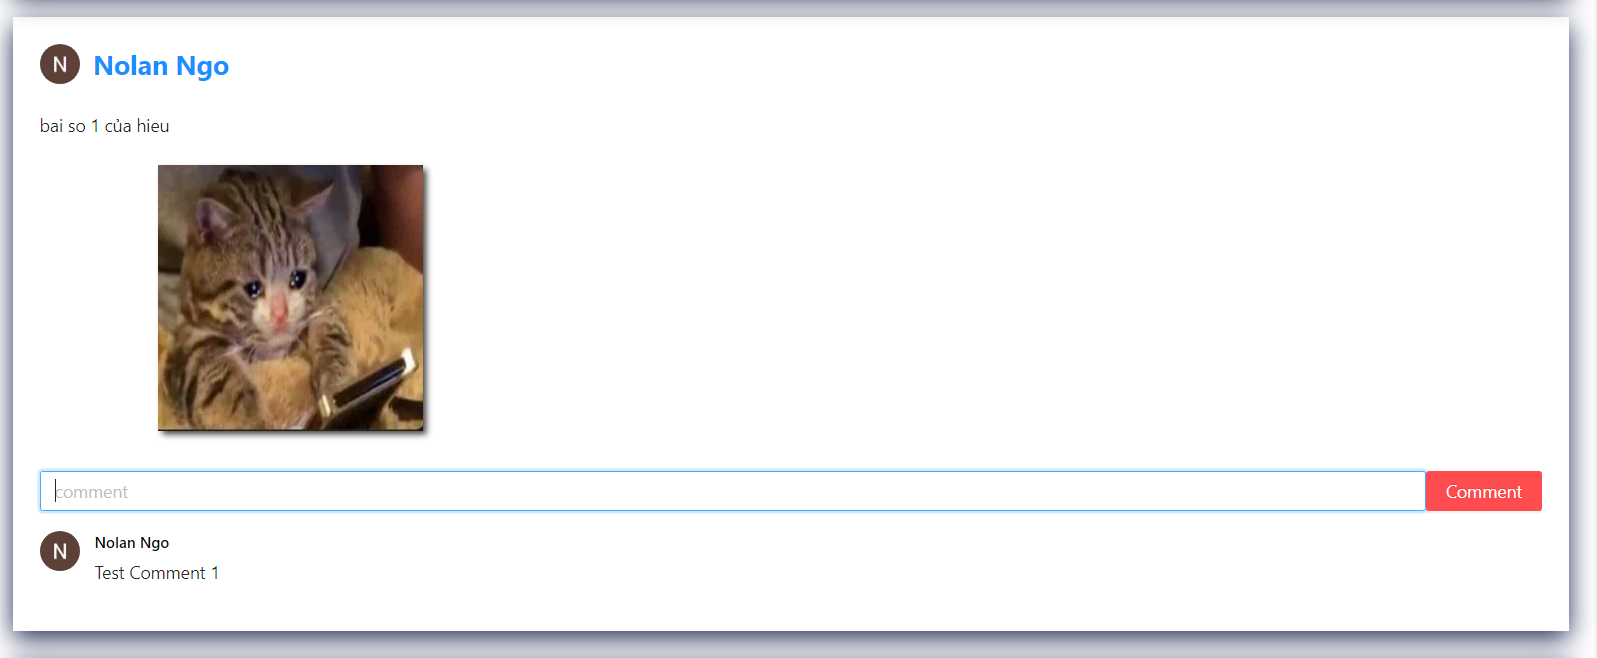 N Nolan Ngo
bai so 1 của hieu
comment Comment
N Nolan Ngo
Test Comment 1